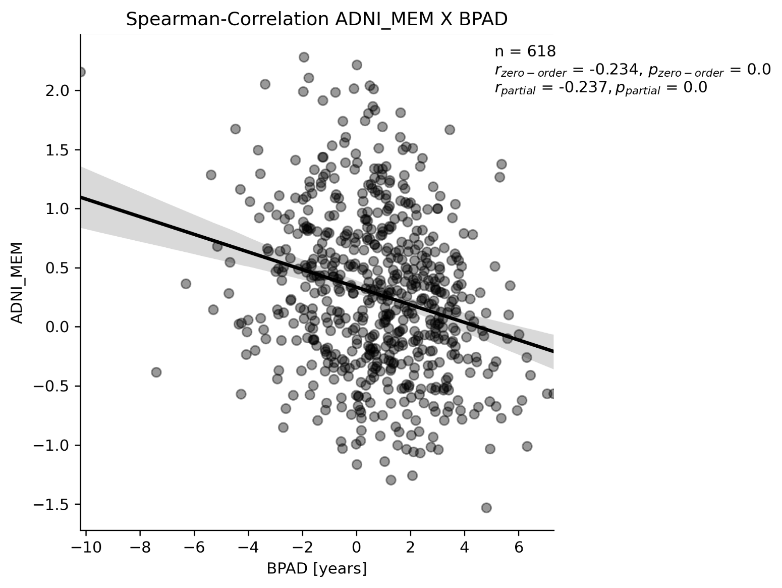 Spearman-Correlation ADNI_MEM X BPAD
n = 618
r_zero−order = -0.234, p_zero−order = 0.0
r_partial = -0.237, p_partial = 0.0
ADNI_MEM
2.0
1.5
1.0
0.5
0.0
−0.5
−1.0
−1.5
−10 −8 −6 −4 −2 0 2 4 6
BPAD [years]